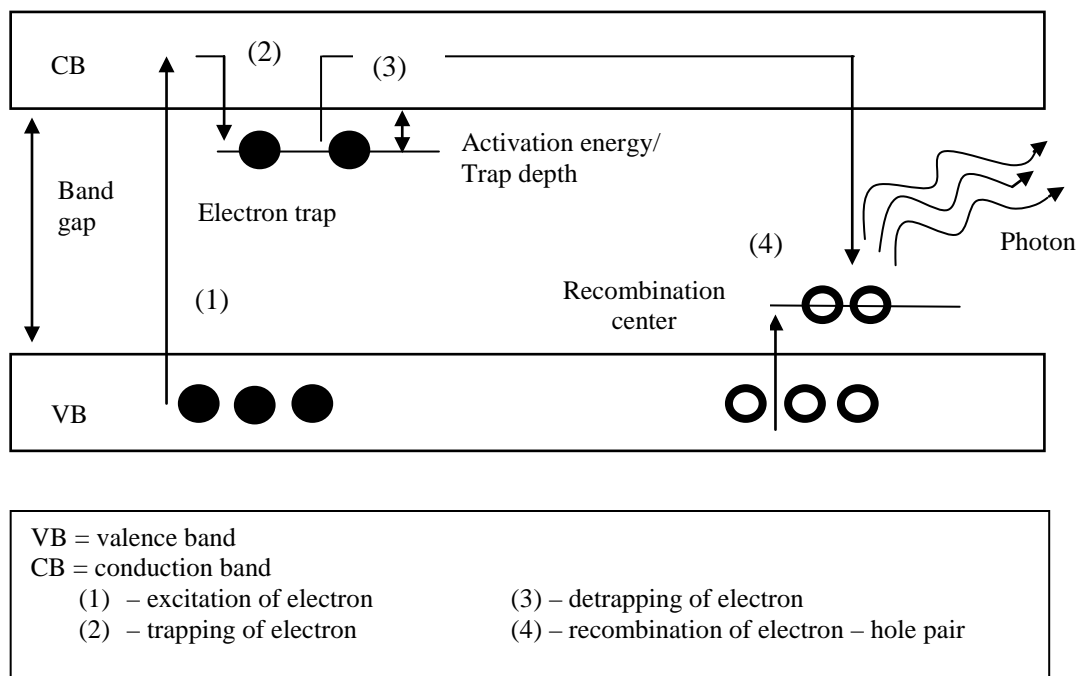 CB
(2)
(3)
Activation energy/
Trap depth
Band
gap
Electron trap
Photon
(4)
(1)
Recombination
center
VB
VB = valence band
CB = conduction band
(1) – excitation of electron
(3) – detrapping of electron
(2) – trapping of electron
(4) – recombination of electron – hole pair